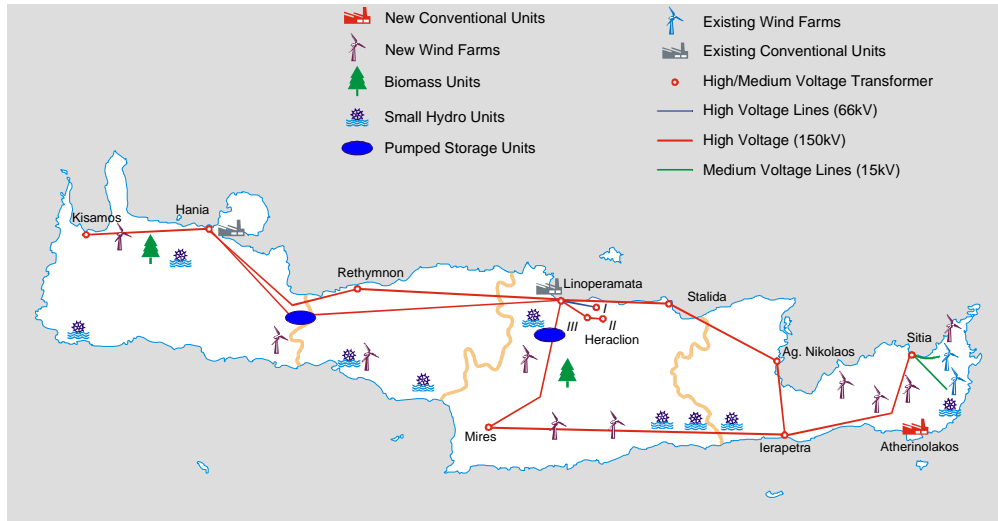 New Conventional Units
New Wind Farms
Biomass Units
Small Hydro Units
Pumped Storage Units
Existing Wind Farms
Existing Conventional Units
High/Medium Voltage Transformer
High Voltage Lines (66kV)
High Voltage (150kV)
Medium Voltage Lines (15kV)
Kisamos
Hania
Rethymnon
Linoperamata
Stalida
I
III
II
Heraclion
Sitia
Ag. Nikolaos
Mires
Ierapetra
Atherinolakos